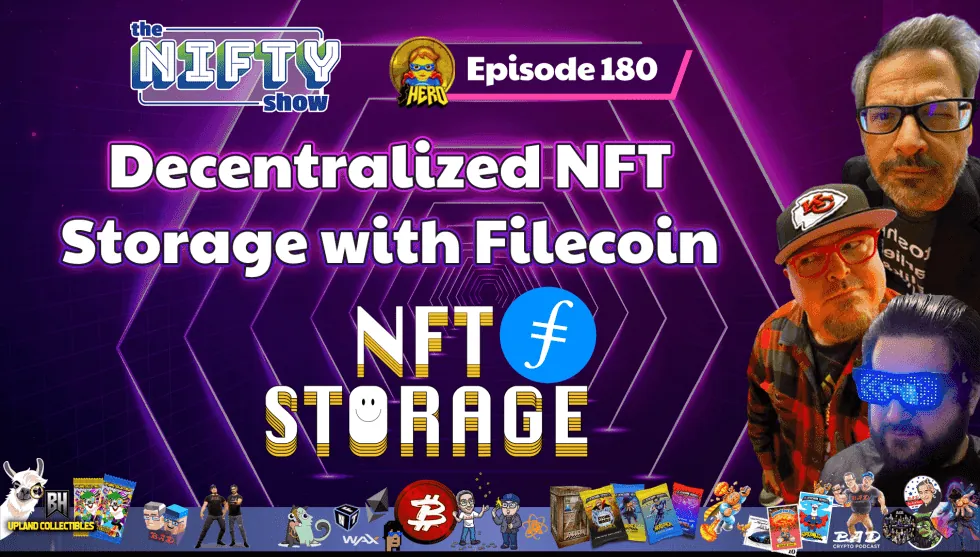 the
NIFTY
show
HERO
Episode 180
Decentralized NFT
Storage with Filecoin
NFT
STORAGE
BH
UPLAND COLLECTIBLES
WAX
BAD
CRYPTO PODCAST